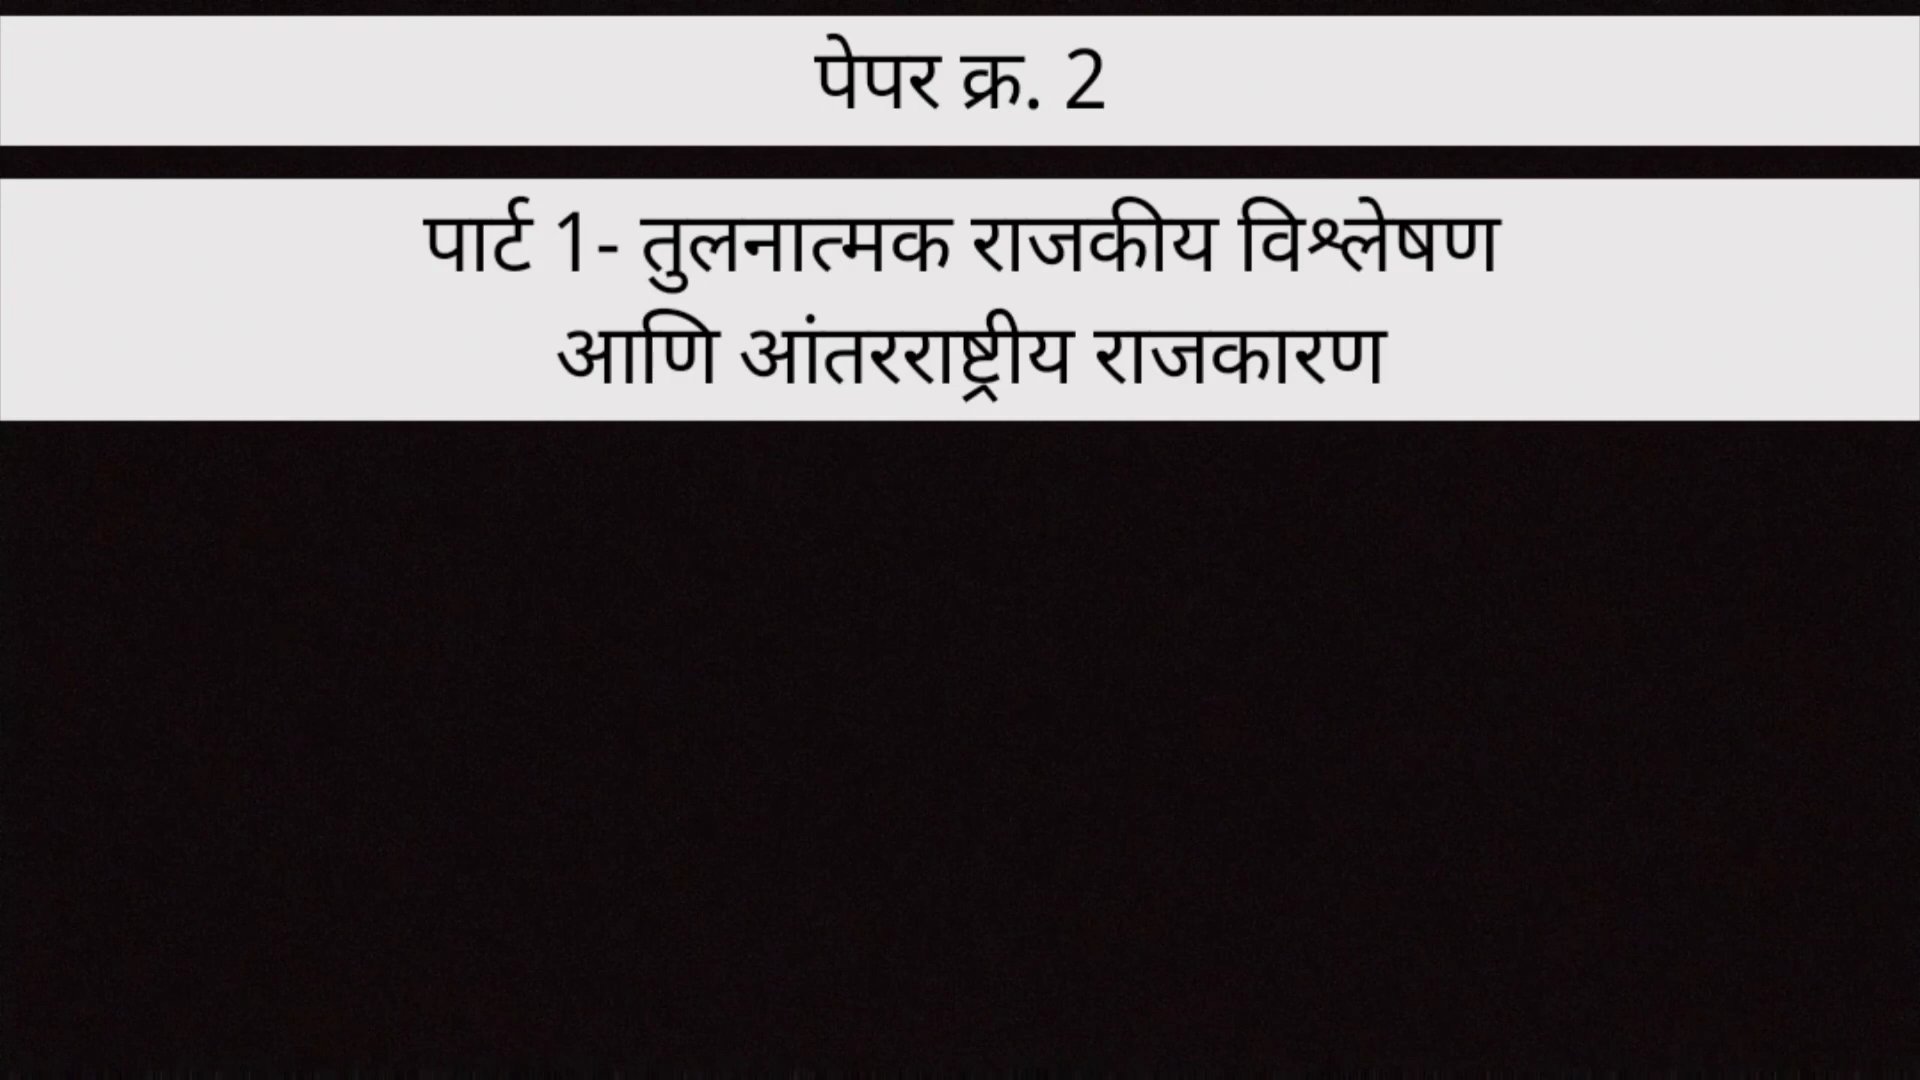 पेपर क्र. 2
पार्ट 1- तुलनात्मक राजकीय विश्लेषण
आणि आंतरराष्ट्रीय राजकारण